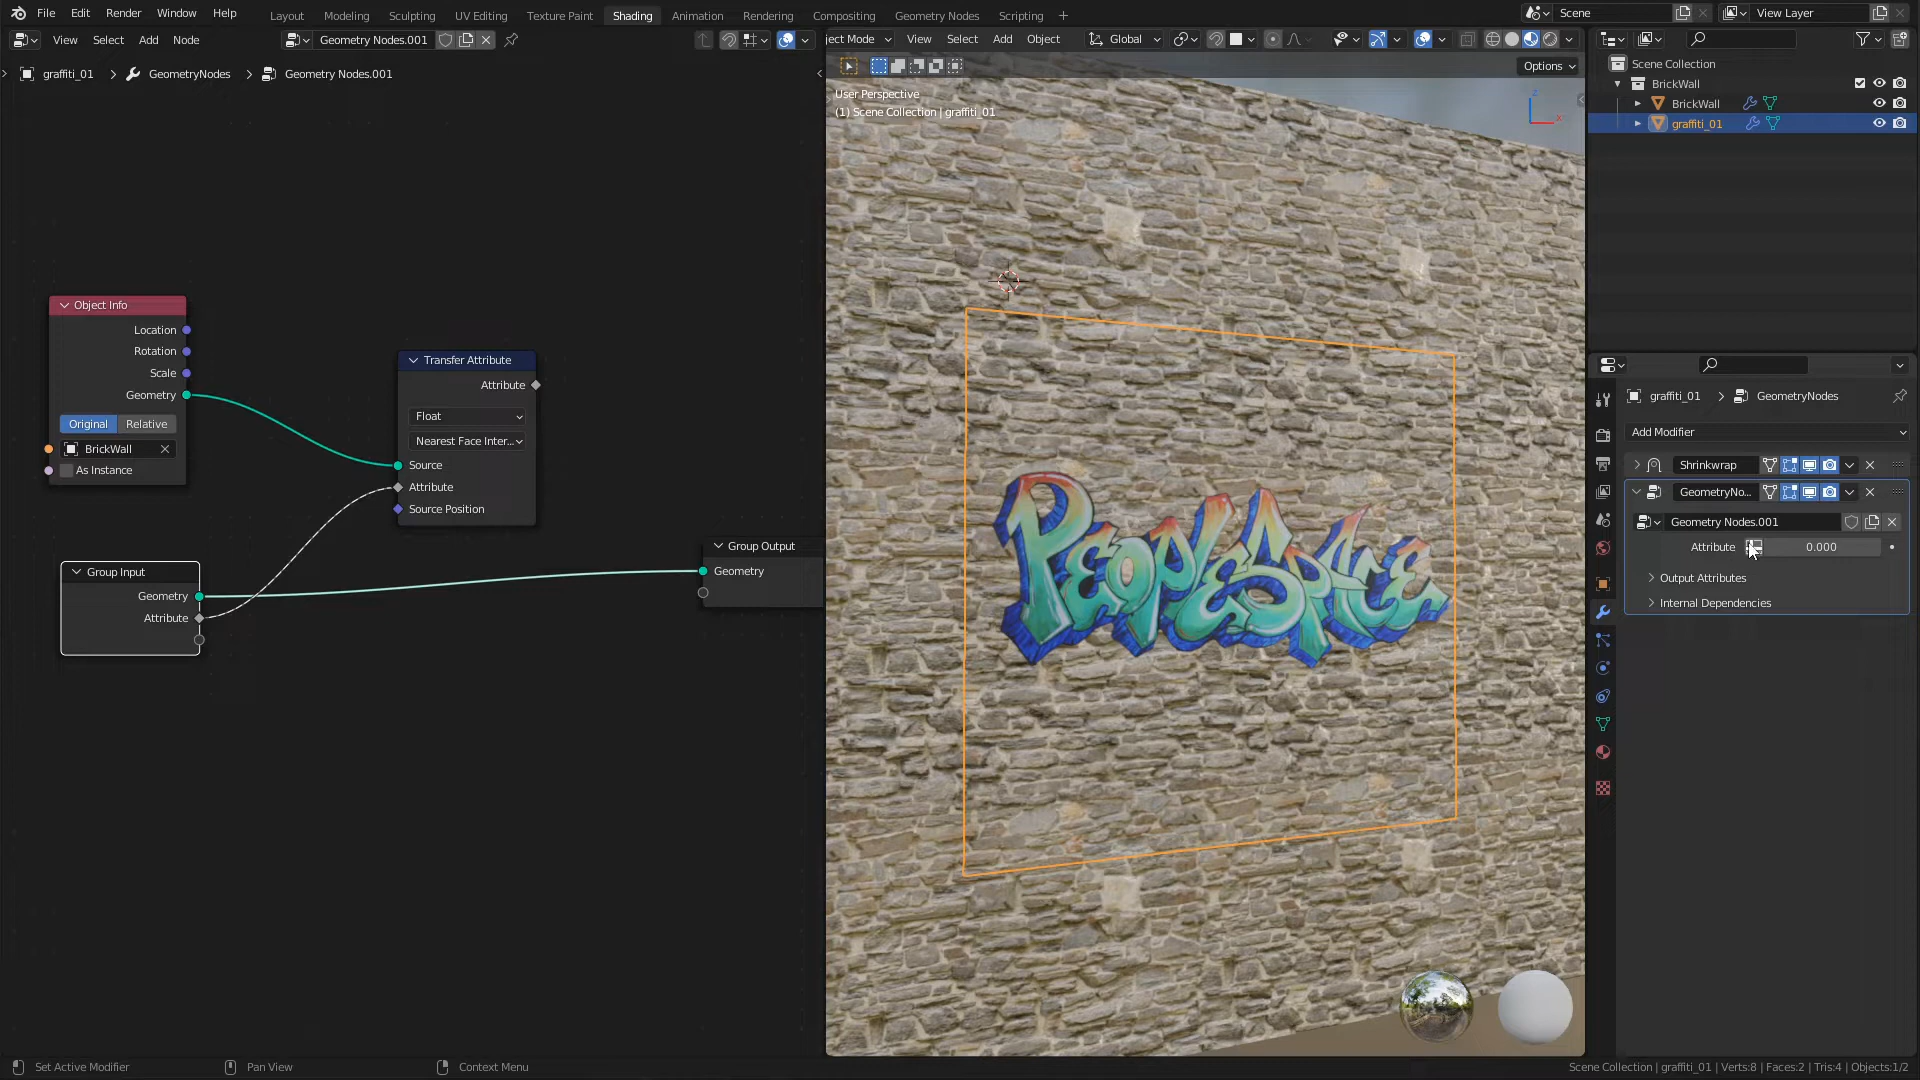 File Edit Render Window Help Layout Modeling Sculpting UV Editing Texture Paint Shading Animation Rendering Compositing Geometry Nodes Scripting + Scene View Layer
View Select Add Node Geometry Nodes.001
ject Mode View Select Add Object Global
graffiti_01 > GeometryNodes > Geometry Nodes.001
Options
User Perspective
(1) Scene Collection | graffiti_01
Object Info
Location
Rotation
Scale
Geometry
Original Relative
BrickWall
As Instance
Transfer Attribute
Attribute
Float
Nearest Face Inter...
Source
Attribute
Source Position
Group Input
Geometry
Attribute
Group Output
Geometry
PEOPLESPACE
Z
X
Scene Collection
BrickWall
BrickWall
graffiti_01
graffiti_01 > GeometryNodes
Add Modifier
Shrinkwrap
GeometryNo...
Geometry Nodes.001
Attribute 0.000
Output Attributes
Internal Dependencies
Set Active Modifier Pan View Context Menu Scene Collection | graffiti_01 | Verts:8 | Faces:2 | Tris:4 | Objects:1/2